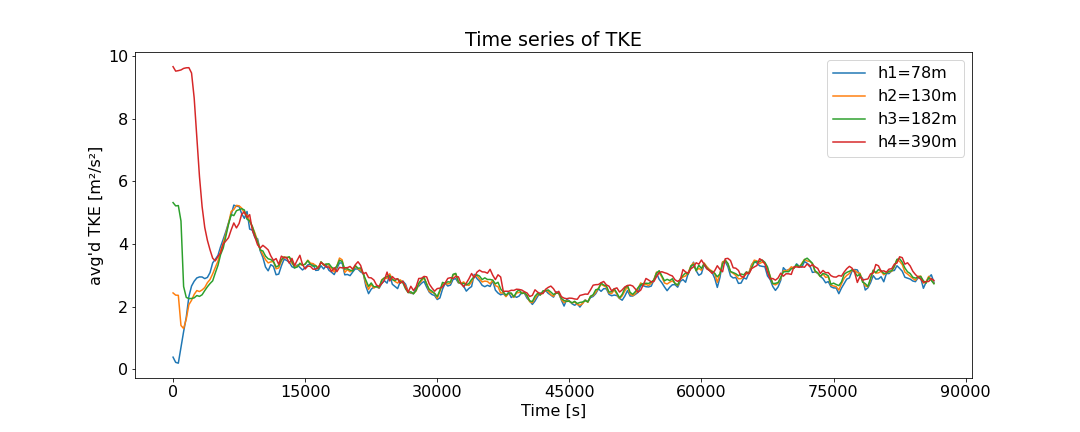 Time series of TKE
avg'd TKE [m²/s²]
10
8
6
4
2
0
h1=78m
h2=130m
h3=182m
h4=390m
0 15000 30000 45000 60000 75000 90000
Time [s]